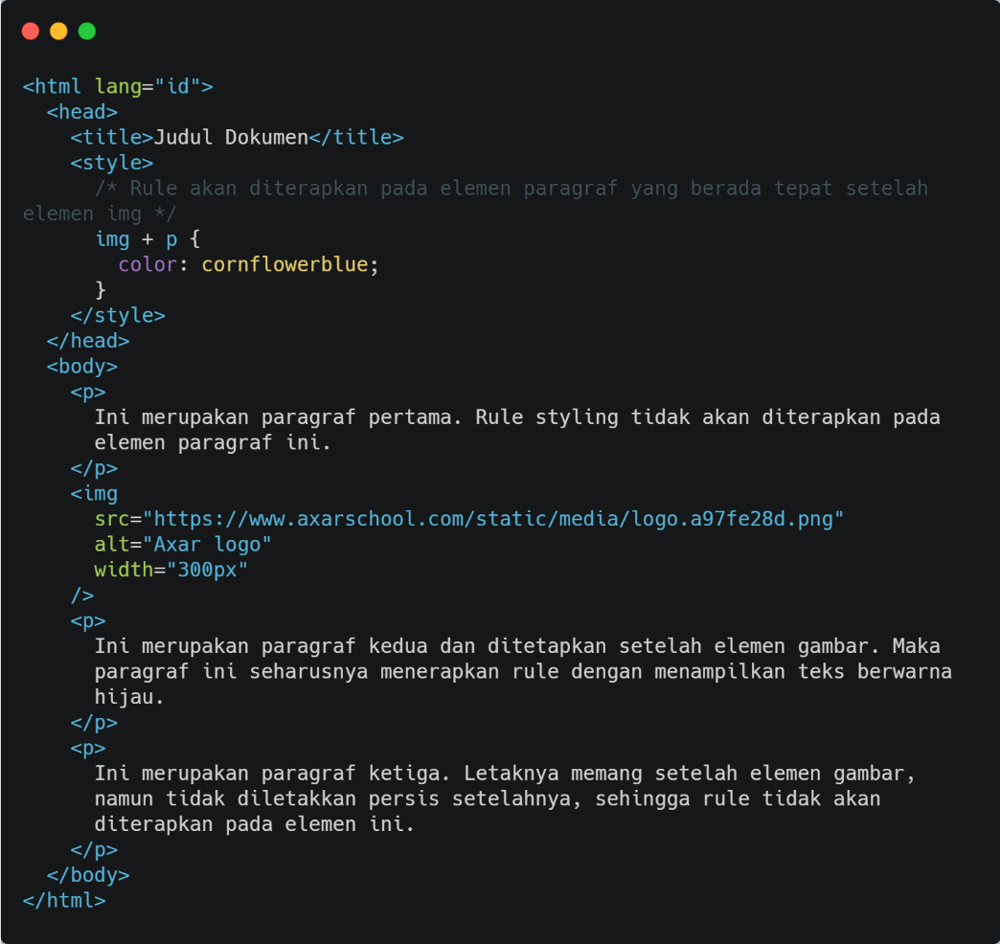 <html lang="id">
  <head>
    <title>Judul Dokumen</title>
    <style>
      /* Rule akan diterapkan pada elemen paragraf yang berada tepat setelah
elemen img */
      img + p {
        color: cornflowerblue;
      }
    </style>
  </head>
  <body>
    <p>
      Ini merupakan paragraf pertama. Rule styling tidak akan diterapkan pada
      elemen paragraf ini.
    </p>
    <img
      src="https://www.axarschool.com/static/media/logo.a97fe28d.png"
      alt="Axar logo"
      width="300px"
    />
    <p>
      Ini merupakan paragraf kedua dan ditetapkan setelah elemen gambar. Maka
      paragraf ini seharusnya menerapkan rule dengan menampilkan teks berwarna
      hijau.
    </p>
    <p>
      Ini merupakan paragraf ketiga. Letaknya memang setelah elemen gambar,
      namun tidak diletakkan persis setelahnya, sehingga rule tidak akan
      diterapkan pada elemen ini.
    </p>
  </body>
</html>